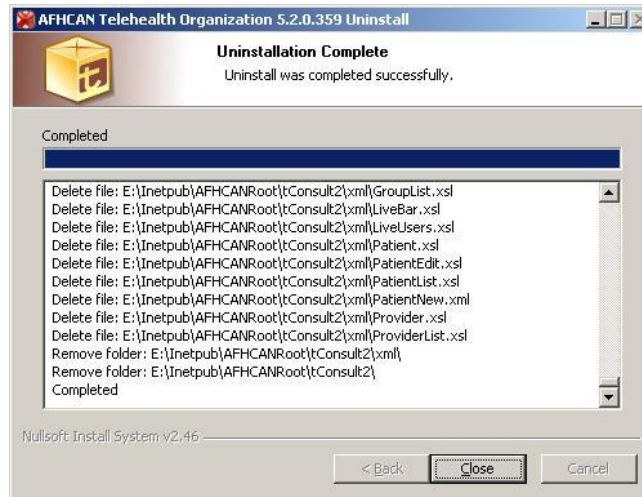 AFHCAN Telehealth Organization 5.2.0.359 Uninstall
Uninstallation Complete
Uninstall was completed successfully.
Completed
Delete file: E:\Inetpub\AFHCANRoot\tConsult2\xml\GroupList.xsl
Delete file: E:\Inetpub\AFHCANRoot\tConsult2\xml\LiveBar.xsl
Delete file: E:\Inetpub\AFHCANRoot\tConsult2\xml\LiveUsers.xsl
Delete file: E:\Inetpub\AFHCANRoot\tConsult2\xml\Patient.xsl
Delete file: E:\Inetpub\AFHCANRoot\tConsult2\xml\PatientEdit.xsl
Delete file: E:\Inetpub\AFHCANRoot\tConsult2\xml\PatientList.xsl
Delete file: E:\Inetpub\AFHCANRoot\tConsult2\xml\PatientNew.xml
Delete file: E:\Inetpub\AFHCANRoot\tConsult2\xml\Provider.xsl
Delete file: E:\Inetpub\AFHCANRoot\tConsult2\xml\ProviderList.xsl
Remove folder: E:\Inetpub\AFHCANRoot\tConsult2\xml\
Remove folder: E:\Inetpub\AFHCANRoot\tConsult2\
Completed
Nullsoft Install System v2.46
< Back Close Cancel